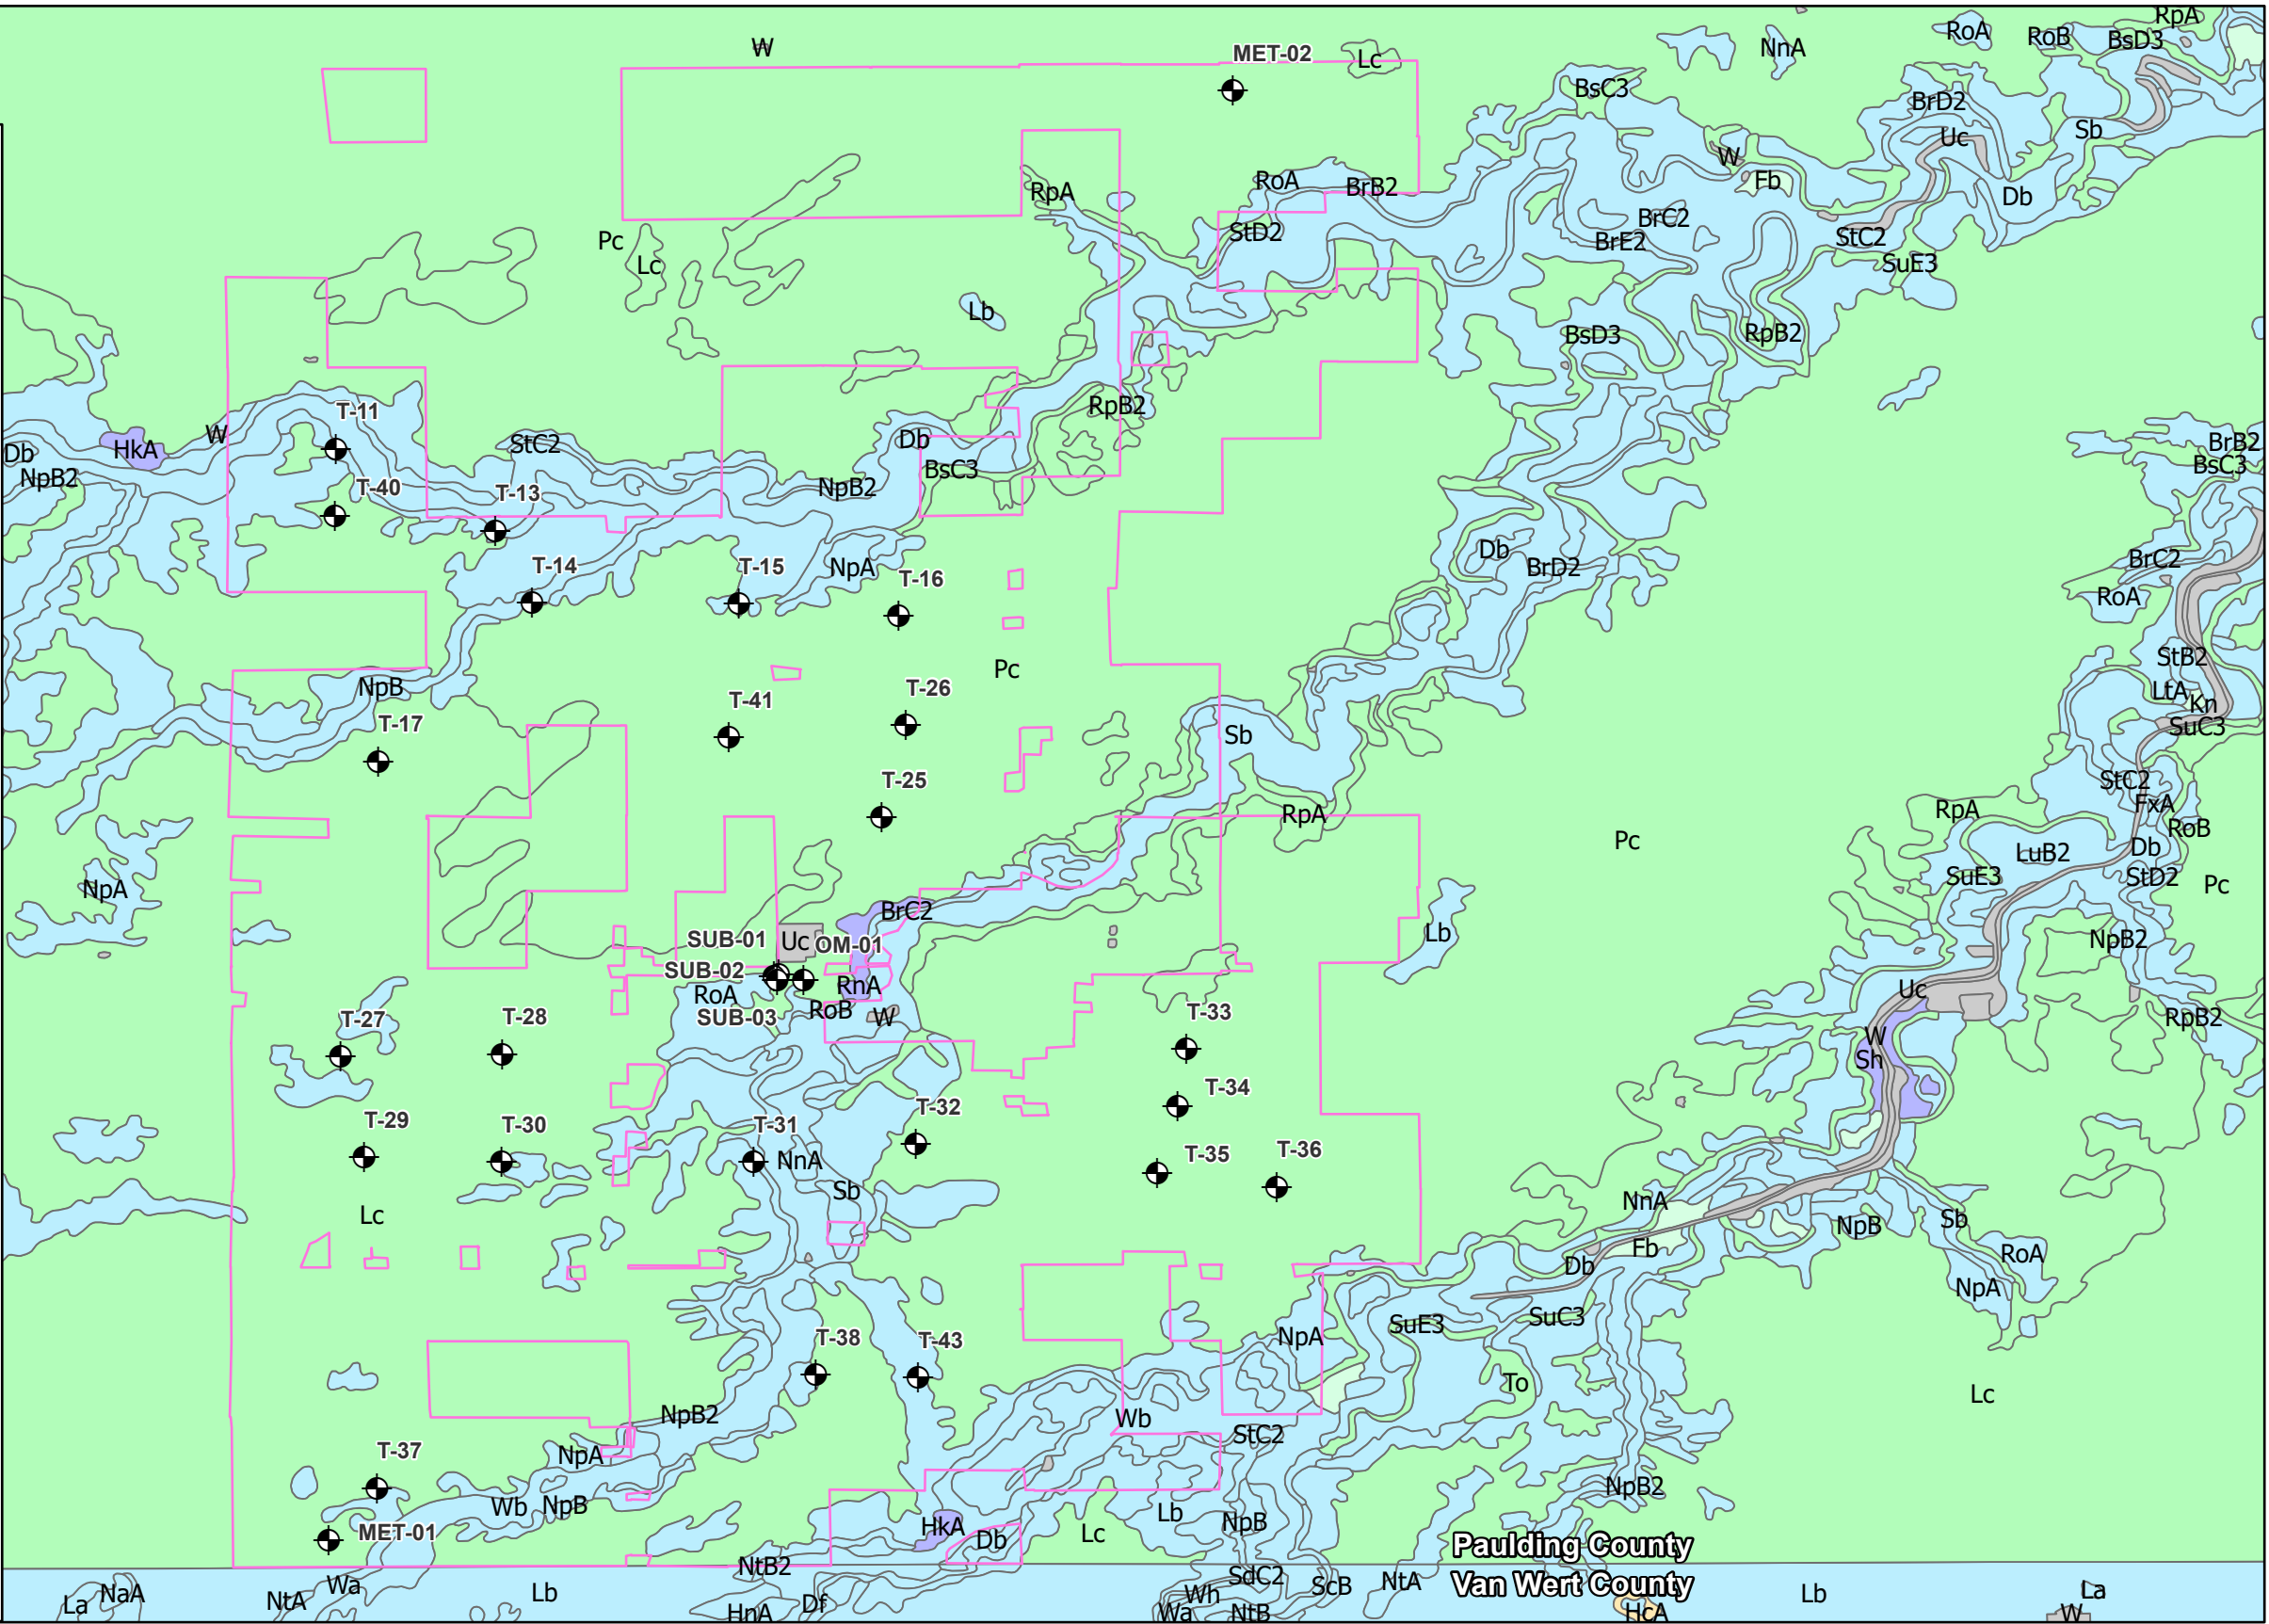 RpA
RoA
RoB
BsD3
W
MET-02
Lc
NnA
BsC3
BrD2
Sb
Uc
W
Fb
RpA
RoA
BrB2
Db
BrC2
StD2
BrE2
StC2
Pc
Lc
SuE3
Lb
BsD3
RpB2
RpB2
T-11
W
HkA
Db
StC2
Db
BrB2
BsC3
NpB2
T-40
T-13
NpB2
BsC3
Db
BrC2
T-14
T-15
NpA
T-16
BrD2
RoA
Pc
StB2
NpB
T-41
T-26
LtA
Kn
T-17
Sb
SuC3
T-25
StC2
FxA
RpA
RpA
RoB
Pc
LuB2
Db
NpA
SuE3
StD2
Pc
BrC2
SUB-01
Uc
OM-01
Lb
NpB2
SUB-02
RoA
RnA
Uc
SUB-03
RoB
W
T-27
T-28
T-33
RpB2
W
Sh
T-34
T-29
T-30
T-31
T-32
NnA
T-35
T-36
Sb
NnA
Lc
NpB
Sb
Fb
RoA
Db
NpA
T-38
T-43
NpA
SuE3
SuC3
To
Lc
NpB2
Wb
StC2
T-37
NpA
NpB2
Wb
NpB
Lb
NpB
MET-01
HkA
Db
Lc
Paulding County
NtB2
Van Wert County
La
NaA
Wa
NtA
Lb
HnA
Df
SdC2
Wh
Wa
NtB
ScB
NtA
HcA
Lb
La
W